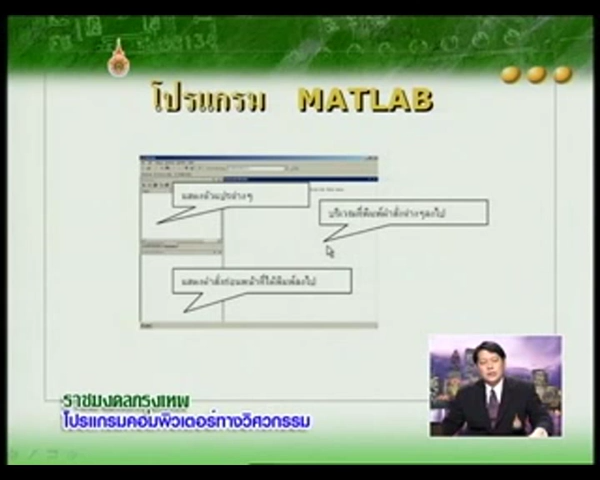 โปรแกรม MATLAB
แสดงตัวแปรต่างๆ
บริเวณที่พิมพ์คำสั่งต่างๆลงไป
แสดงคำสั่งก่อนหน้าที่ได้พิมพ์ลงไป
ราชมงคลกรุงเทพ
โปรแกรมคอมพิวเตอร์ทางวิศวกรรม